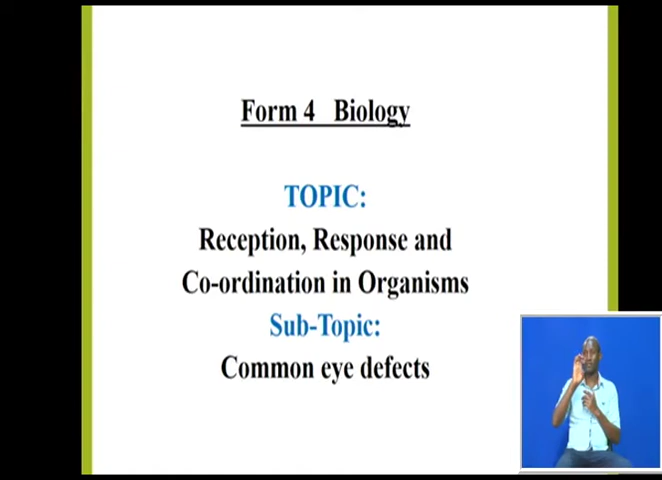 Form 4 Biology
TOPIC:
Reception, Response and
Co-ordination in Organisms
Sub-Topic:
Common eye defects